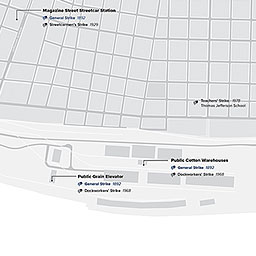 Magazine Street Streetcar Station
General Strike 1892
Streetcarmen's Strike 1929
Teachers' Strike 1978
Thomas Jefferson School
Public Cotton Warehouses
General Strike 1892
Dockworkers' Strike 1968
Public Grain Elevator
General Strike 1892
Dockworkers' Strike 1968